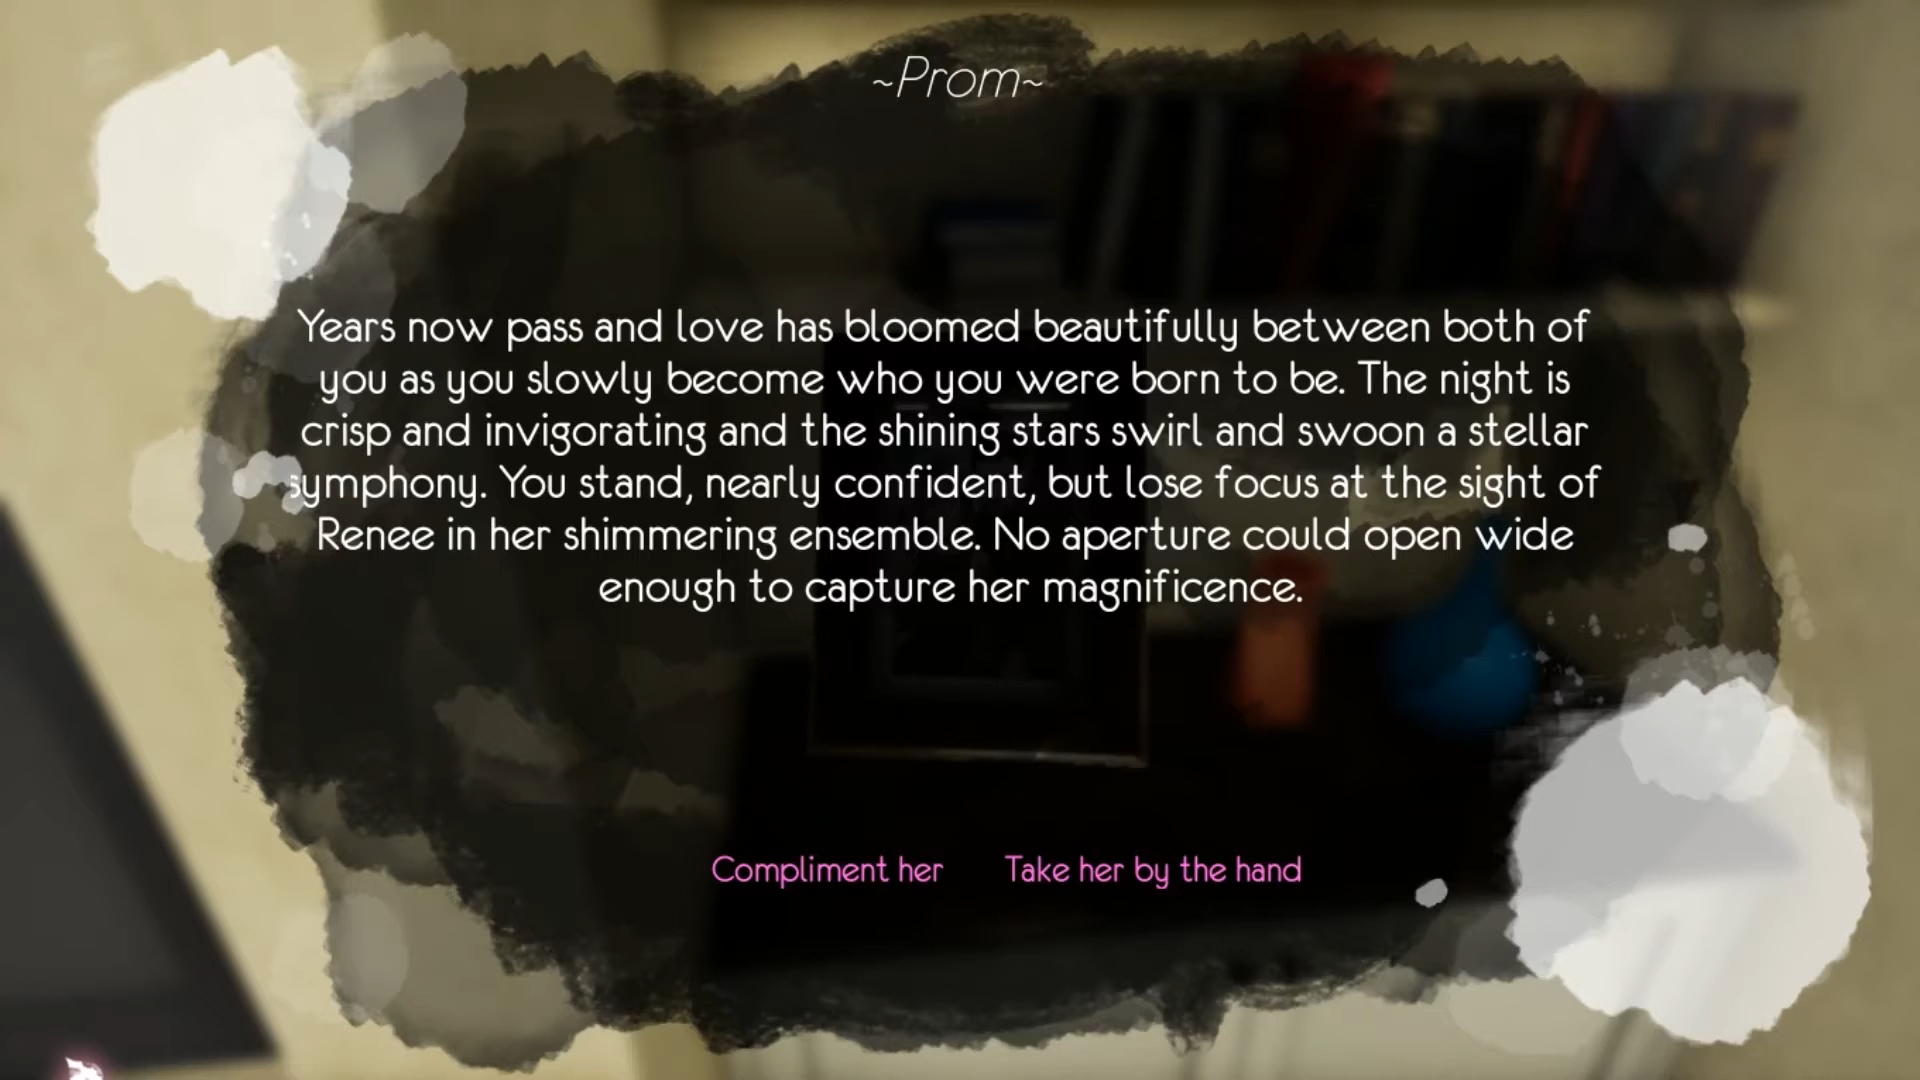 ~Prom~
Years now pass and love has bloomed beautifully between both of
you as you slowly become who you were born to be. The night is
crisp and invigorating and the shining stars swirl and swoon a stellar
symphony. You stand, nearly confident, but lose focus at the sight of
Renee in her shimmering ensemble. No aperture could open wide
enough to capture her magnificence.
Compliment her Take her by the hand